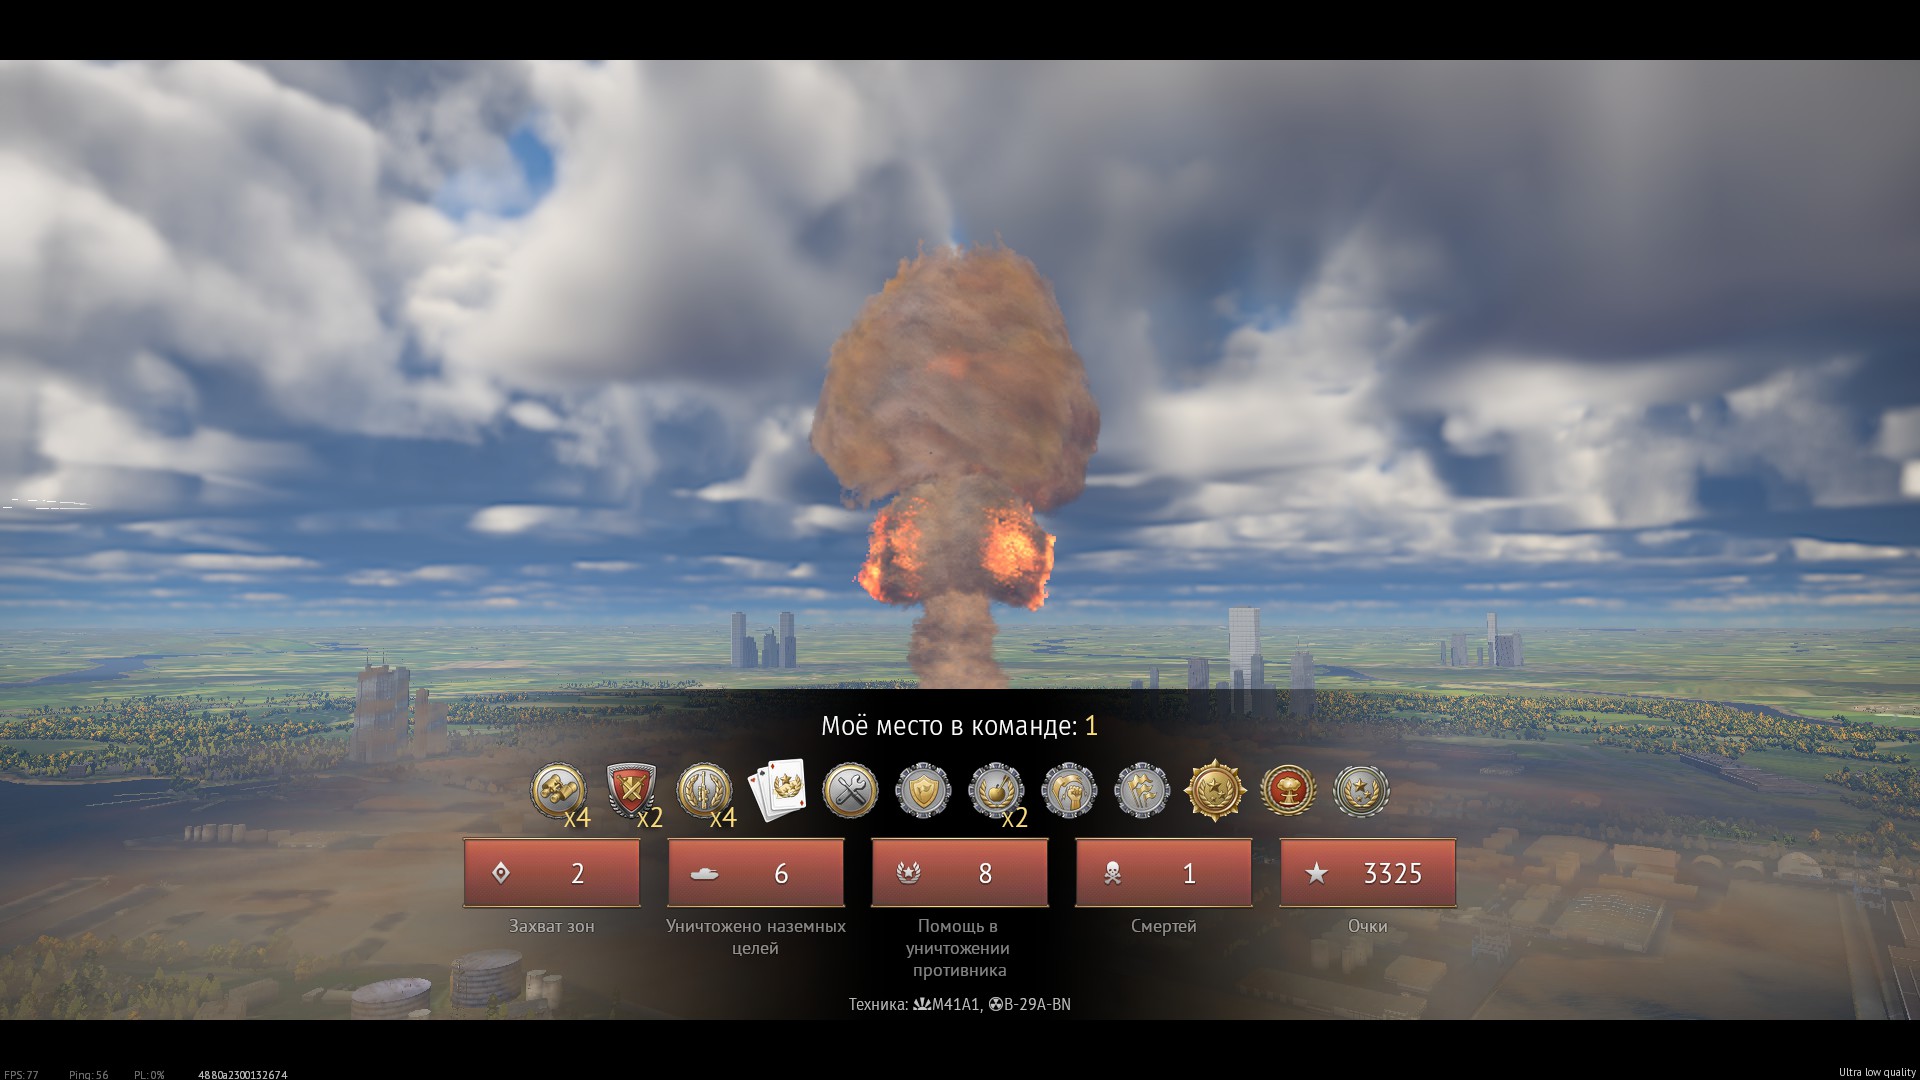 Моё место в команде: 1
x4 x2 x4 x2
2 6 8 1 3325
Захват зон
Уничтожено наземных
целей
Помощь в
уничтожении
противника
Смертей
Очки
Техника: M41A1, B-29A-BN
FPS: 77 Ping: 56 PL: 0% 4880a2300132674
Ultra low quality